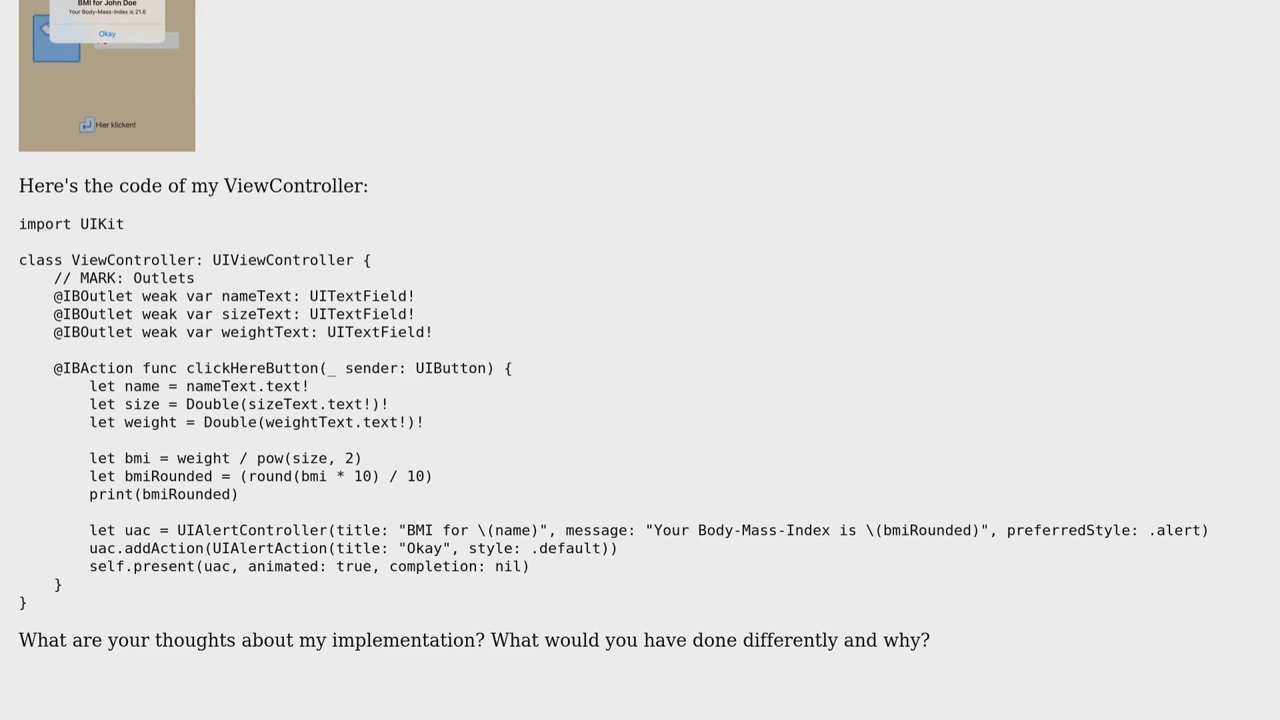 BMI for John Doe
Your Body-Mass-Index is 21.6
Okay
Hier klicken!
Here's the code of my ViewController:
import UIKit
class ViewController: UIViewController {
    // MARK: Outlets
    @IBOutlet weak var nameText: UITextField!
    @IBOutlet weak var sizeText: UITextField!
    @IBOutlet weak var weightText: UITextField!
    @IBAction func clickHereButton(_ sender: UIButton) {
        let name = nameText.text!
        let size = Double(sizeText.text!)!
        let weight = Double(weightText.text!)!
        let bmi = weight / pow(size, 2)
        let bmiRounded = (round(bmi * 10) / 10)
        print(bmiRounded)
        let uac = UIAlertController(title: "BMI for \(name)", message: "Your Body-Mass-Index is \(bmiRounded)", preferredStyle: .alert)
        uac.addAction(UIAlertAction(title: "Okay", style: .default))
        self.present(uac, animated: true, completion: nil)
    }
}
What are your thoughts about my implementation? What would you have done differently and why?